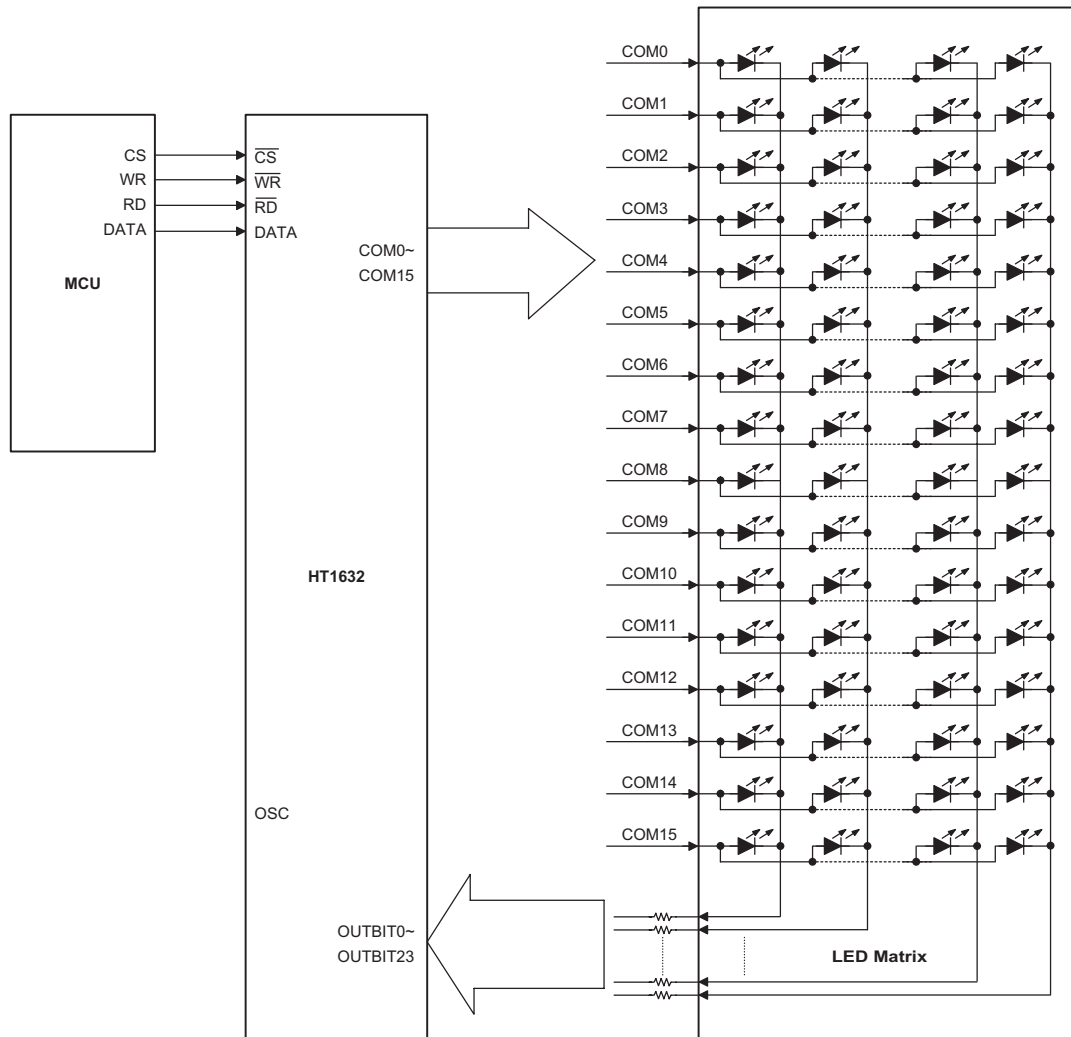 CS
WR
RD
DATA
MCU
CS
WR
RD
DATA
COM0~
COM15
HT1632
OSC
OUTBIT0~
OUTBIT23
COM0
COM1
COM2
COM3
COM4
COM5
COM6
COM7
COM8
COM9
COM10
COM11
COM12
COM13
COM14
COM15
LED Matrix